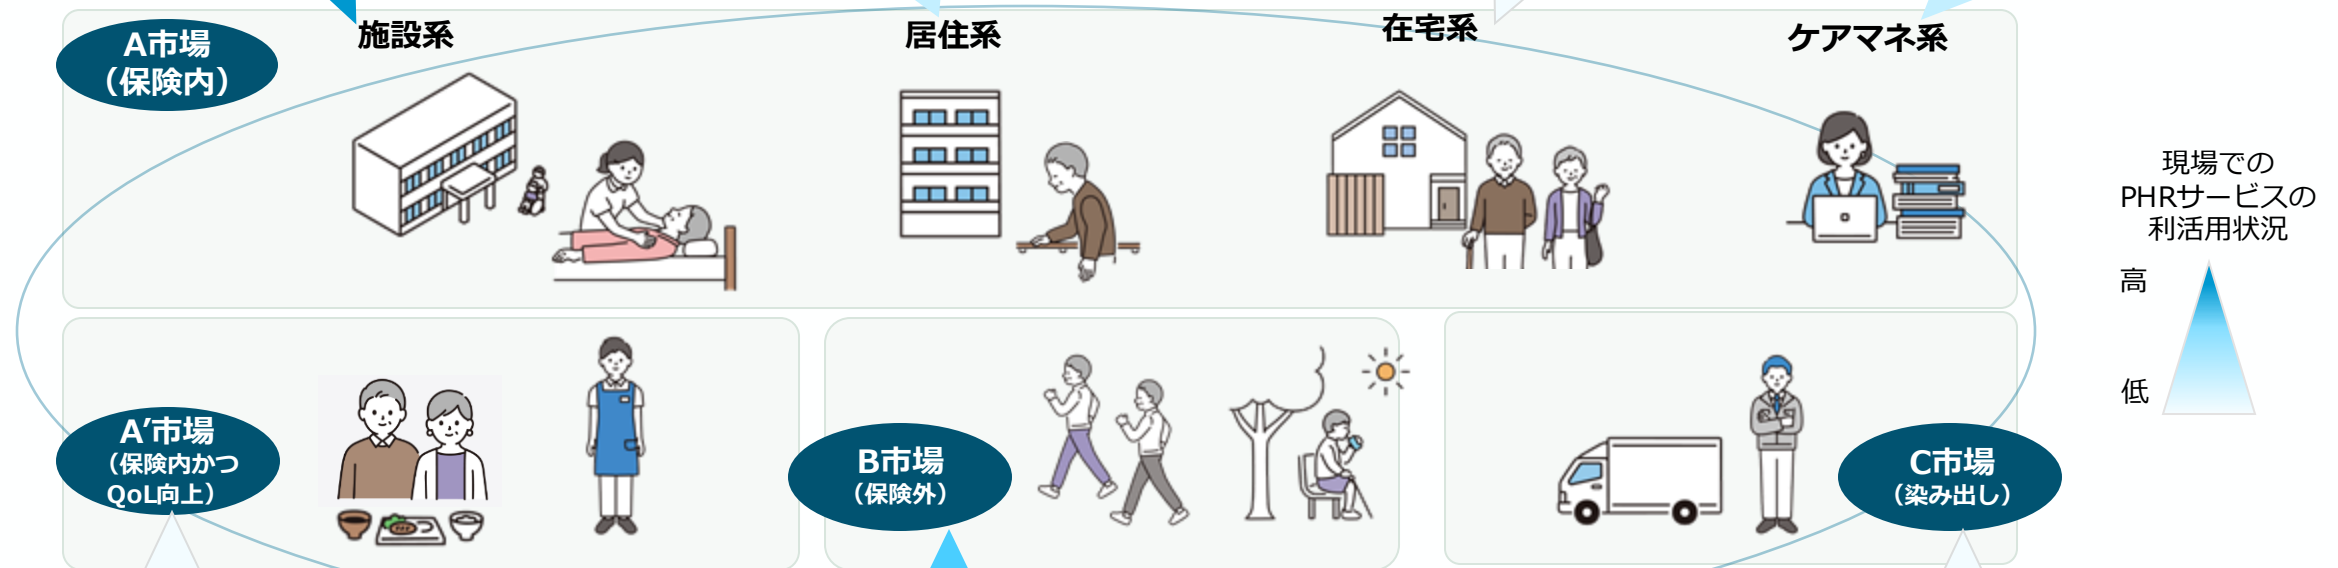 A市場
（保険内）
施設系
居住系
在宅系
ケアマネ系
現場での
PHRサービスの
利活用状況
高
低
A′市場
（保険内かつ
QoL向上）
B市場
（保険外）
C市場
（染み出し）